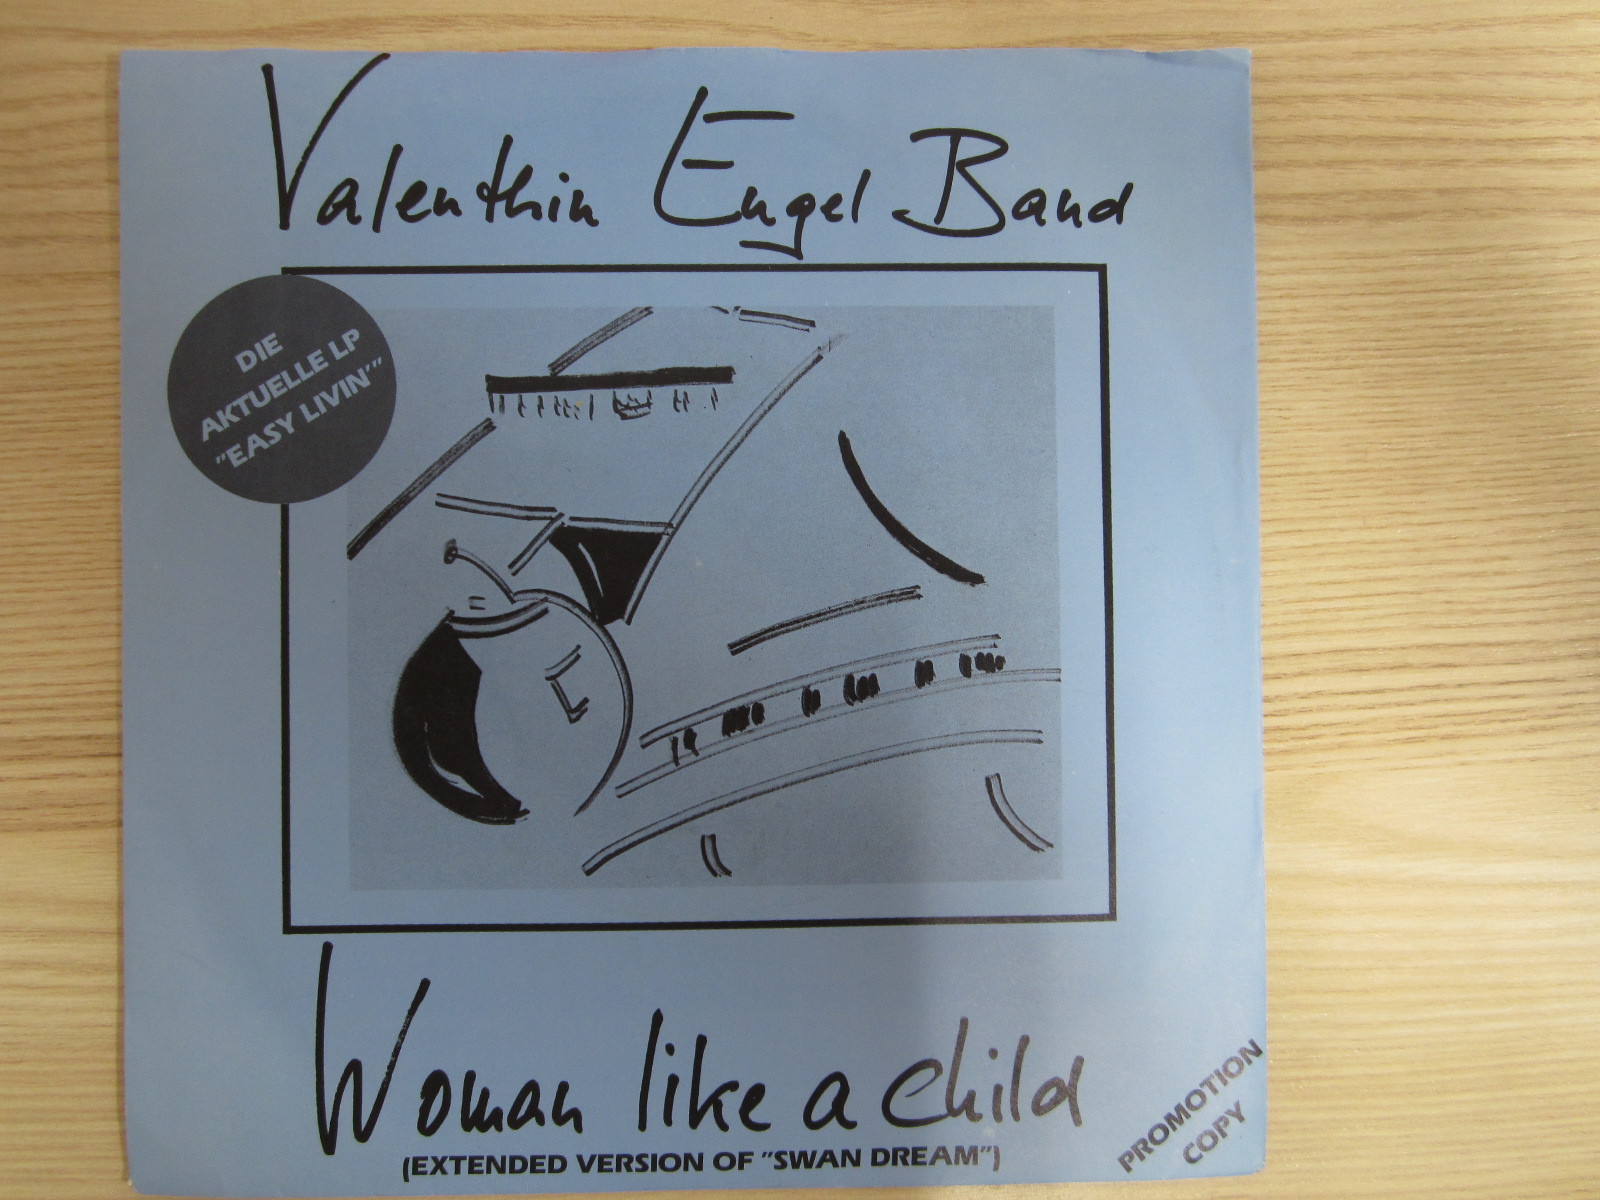 Valenthin Engel Band
DIE
AKTUELLE LP
"EASY LIVIN'"
Woman like a child
(EXTENDED VERSION OF "SWAN DREAM")
PROMOTION
COPY